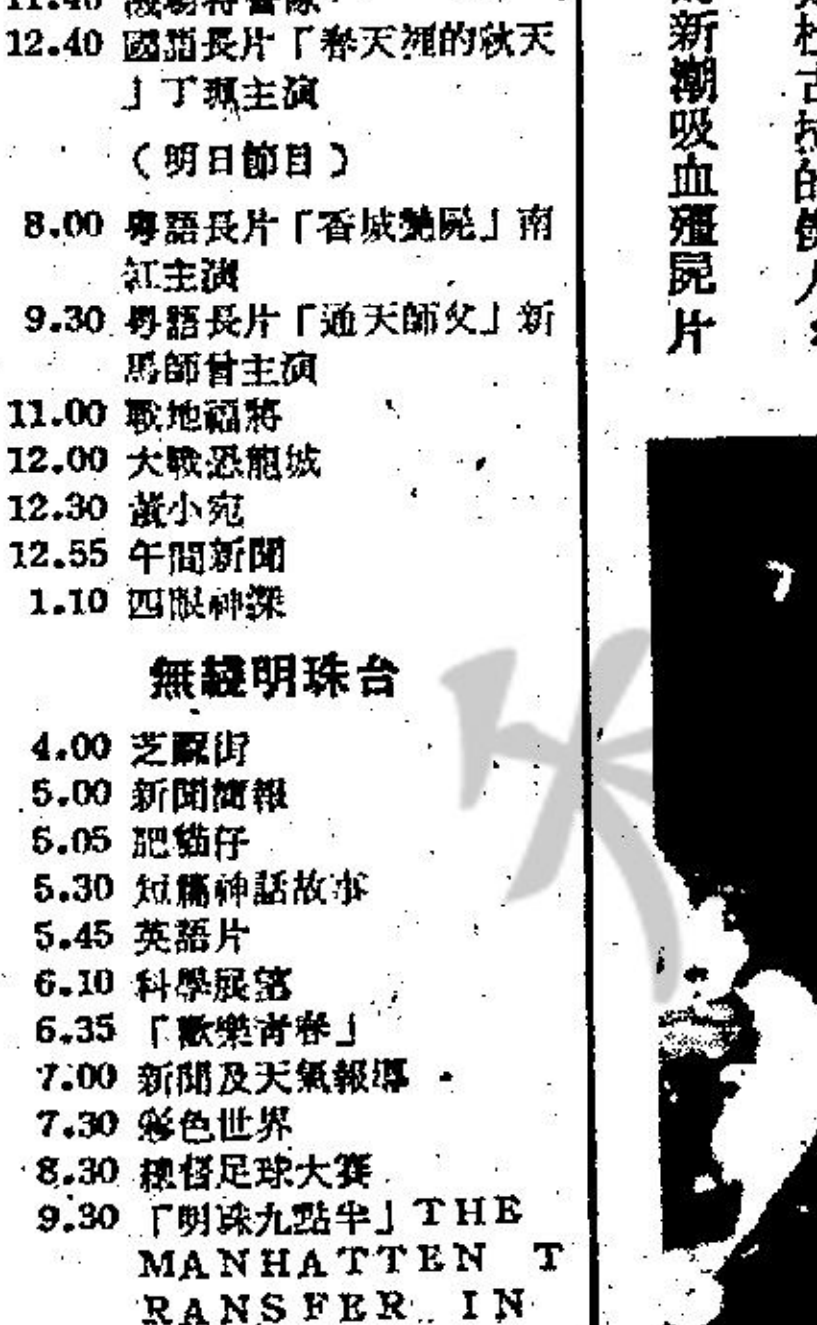 12.40 國語長片「春天裡的秋天
」丁珮主演
（明日節目）
8.00 粵語長片「香城艷屍」南
紅主演
9.30 粵語長片「通天師父」新
馬師曾主演
11.00 戰地福將
12.00 大戰恐龍城
12.30 董小宛
12.55 午間新聞
1.10 四眼神探
無綫明珠台
4.00 芝蔴街
5.00 新聞簡報
5.05 肥貓仔
5.30 短篇神話故事
5.45 英語片
6.10 科學展望
6.35 「歡樂青春」
7.00 新聞及天氣報導
7.30 彩色世界
8.30 總督足球大賽
9.30 「明珠九點半」THE
MANHATTEN T
RANSFER IN
新潮吸血殭屍片